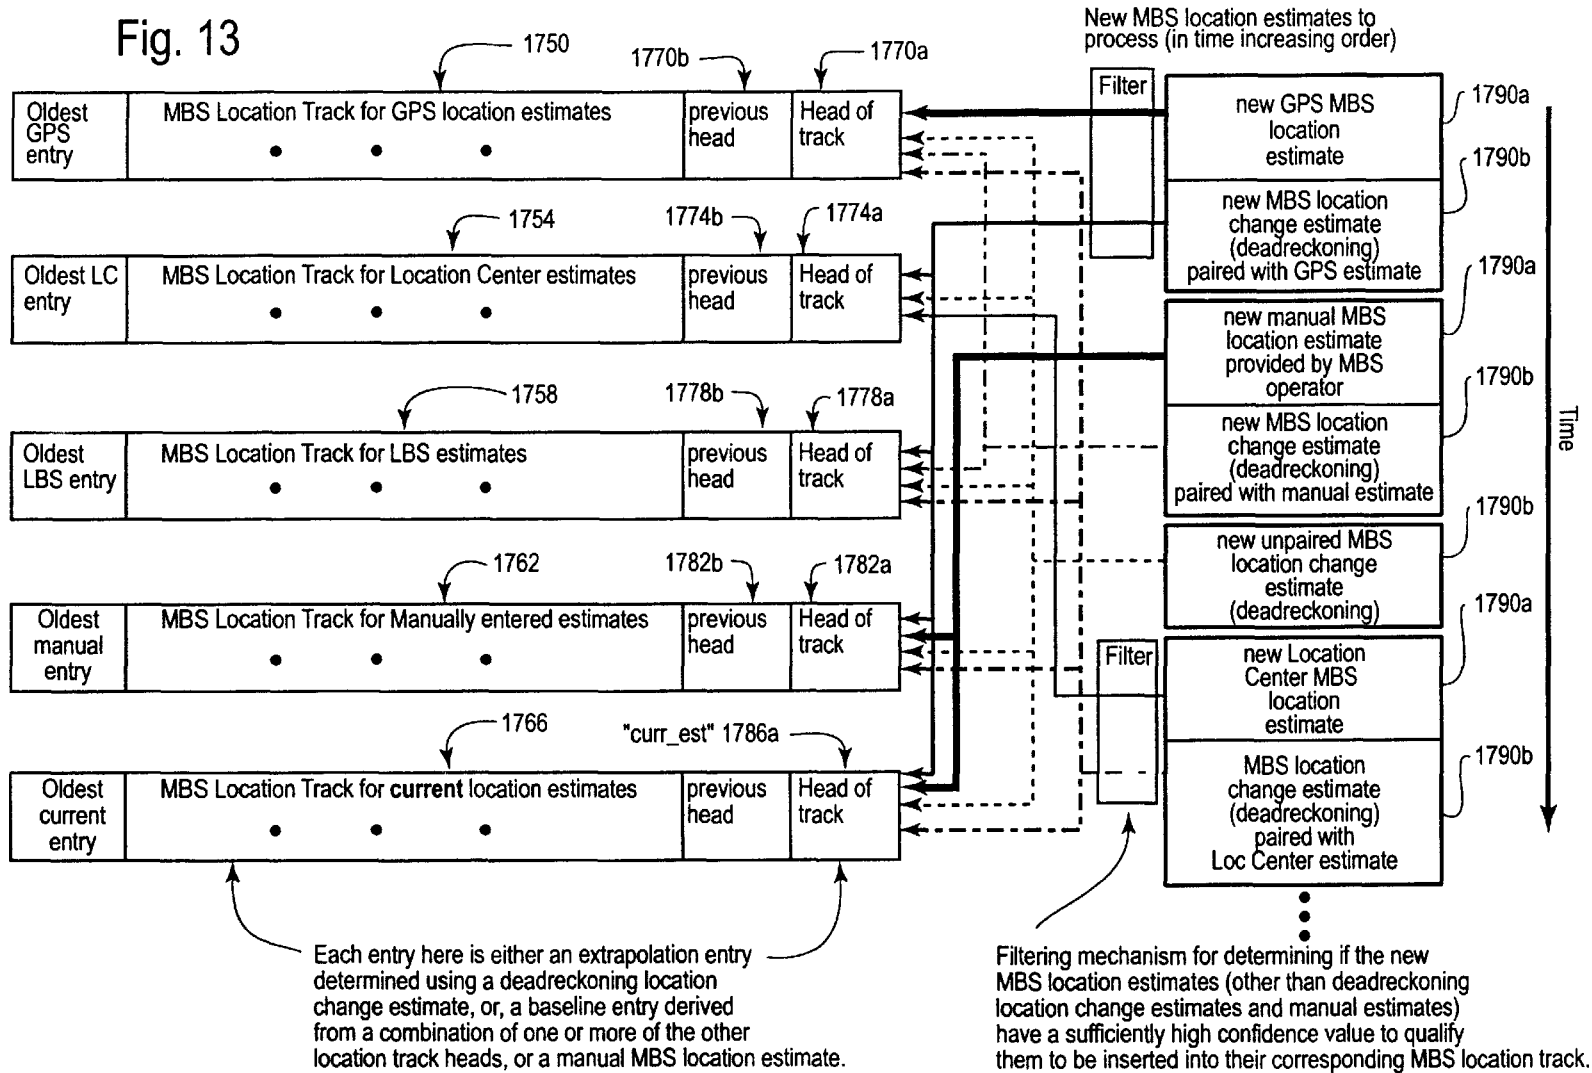 Fig. 13
New MBS location estimates to
process (in time increasing order)
1750
1770b
1770a
Oldest
GPS
entry
MBS Location Track for GPS location estimates
previous
head
Head of
track
Filter
new GPS MBS
location
estimate
1790a
1790b
new MBS location
change estimate
(deadreckoning)
paired with GPS estimate
1754
1774b
1774a
Oldest LC
entry
MBS Location Track for Location Center estimates
previous
head
Head of
track
1790a
new manual MBS
location estimate
provided by MBS
operator
1790b
new MBS location
change estimate
(deadreckoning)
paired with manual estimate
1758
1778b
1778a
Oldest
LBS entry
MBS Location Track for LBS estimates
previous
head
Head of
track
Time
1790b
new unpaired MBS
location change
estimate
(deadreckoning)
1762
1782b
1782a
Oldest
manual
entry
MBS Location Track for Manually entered estimates
previous
head
Head of
track
1790a
Filter
new Location
Center MBS
location
estimate
1766
"curr_est" 1786a
Oldest
current
entry
MBS Location Track for current location estimates
previous
head
Head of
track
1790b
MBS location
change estimate
(deadreckoning)
paired with
Loc Center estimate
Each entry here is either an extrapolation entry
determined using a deadreckoning location
change estimate, or, a baseline entry derived
from a combination of one or more of the other
location track heads, or a manual MBS location estimate.
Filtering mechanism for determining if the new
MBS location estimates (other than deadreckoning
location change estimates and manual estimates)
have a sufficiently high confidence value to qualify
them to be inserted into their corresponding MBS location track.